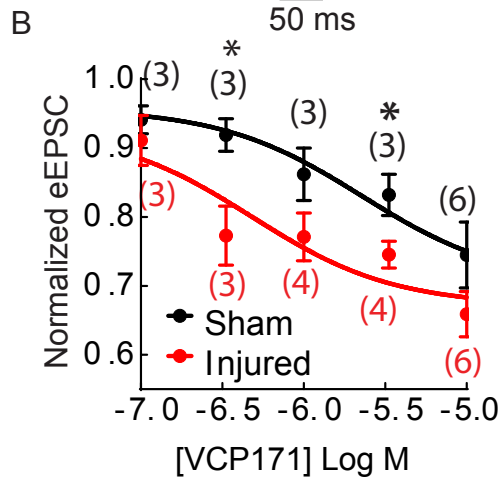 B
50 ms
*
*
(3)
(3)
(3)
(3)
(6)
1.0
0.9
0.8
0.7
0.6
Normalized eEPSC
(3)
(3)
(4)
(4)
(6)
Sham
Injured
-7.0 -6.5 -6.0 -5.5 -5.0
[VCP171] Log M